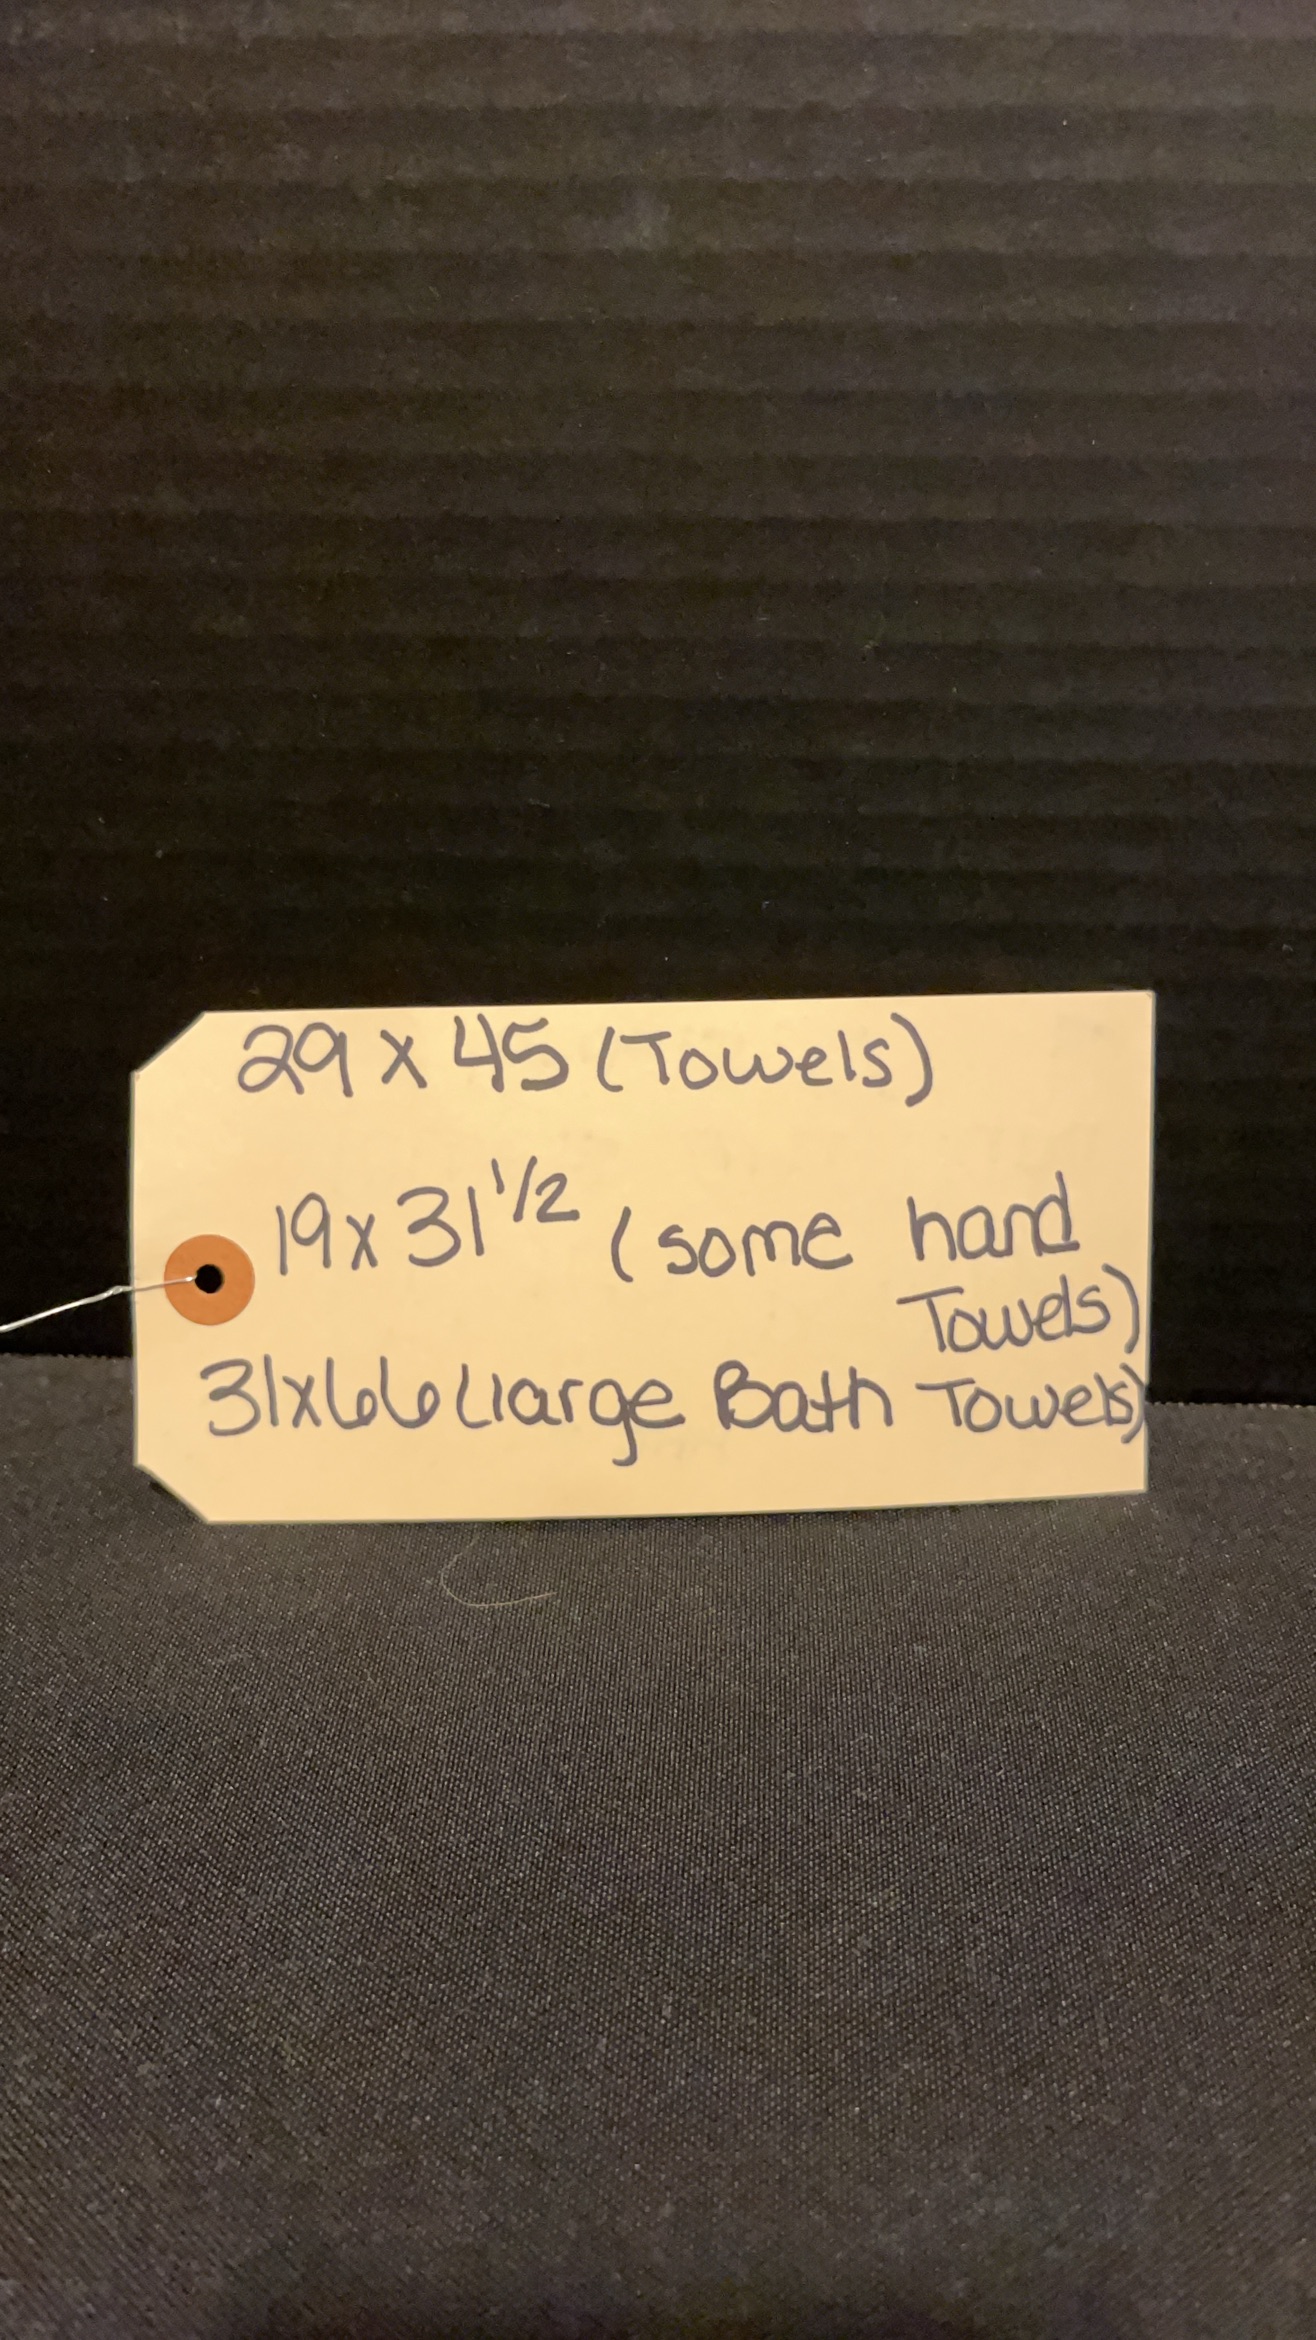 29 x 45 (Towels)
19 x 31 1/2 (some hand
Towels)
31x66 (large Bath Towels)